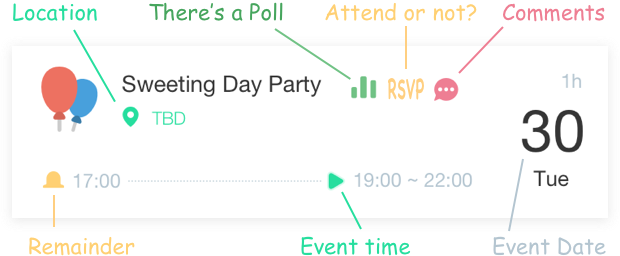 Location There's a Poll Attend or not? Comments
Sweeting Day Party RSVP 1h
TBD 30
17:00 19:00 ~ 22:00 Tue
Remainder Event time Event Date